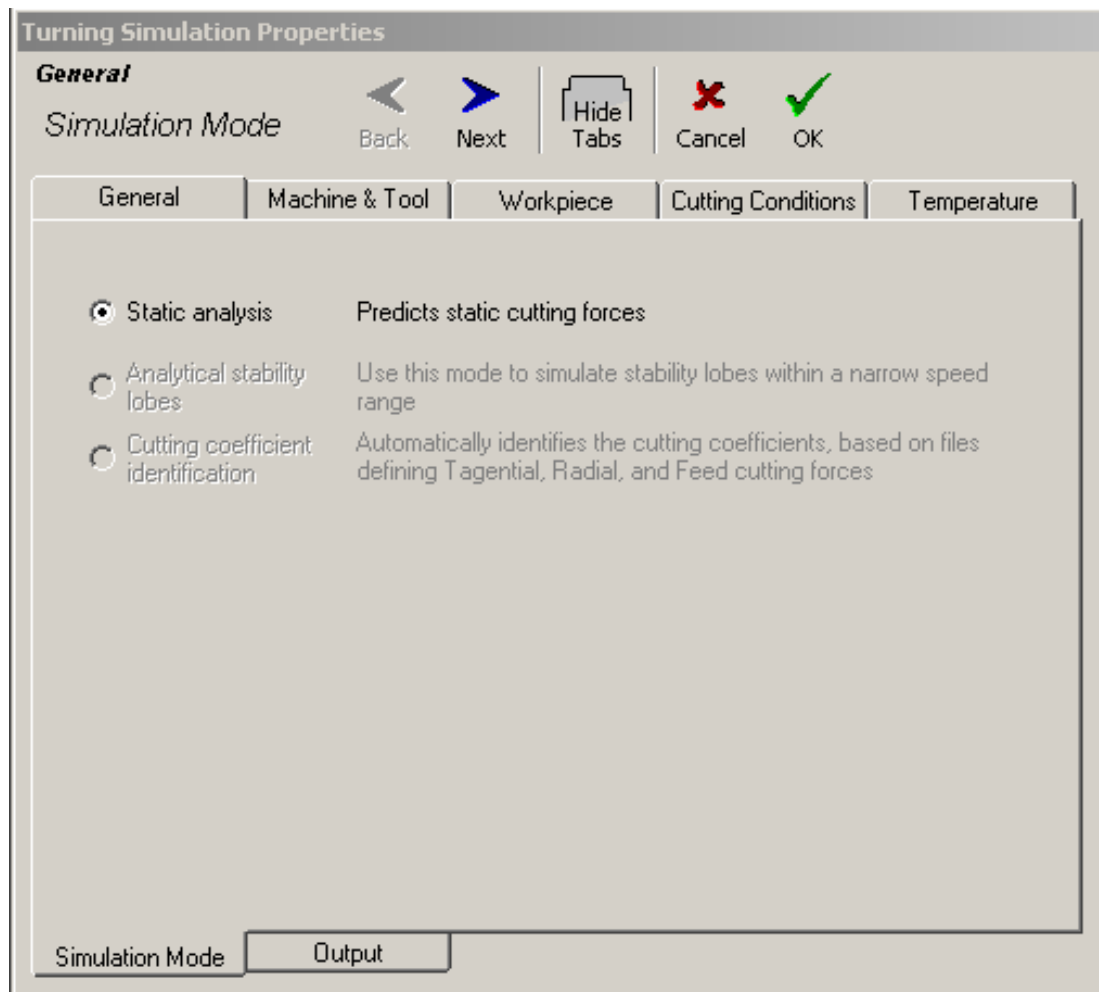 Turning Simulation Properties
General
Simulation Mode
Back
Next
Hide
Tabs
Cancel
OK
General
Machine & Tool
Workpiece
Cutting Conditions
Temperature
Static analysis
Predicts static cutting forces
Analytical stability
lobes
Use this mode to simulate stability lobes within a narrow speed
range
Cutting coefficient
identification
Automatically identifies the cutting coefficients, based on files
defining Tagential, Radial, and Feed cutting forces
Simulation Mode
Output